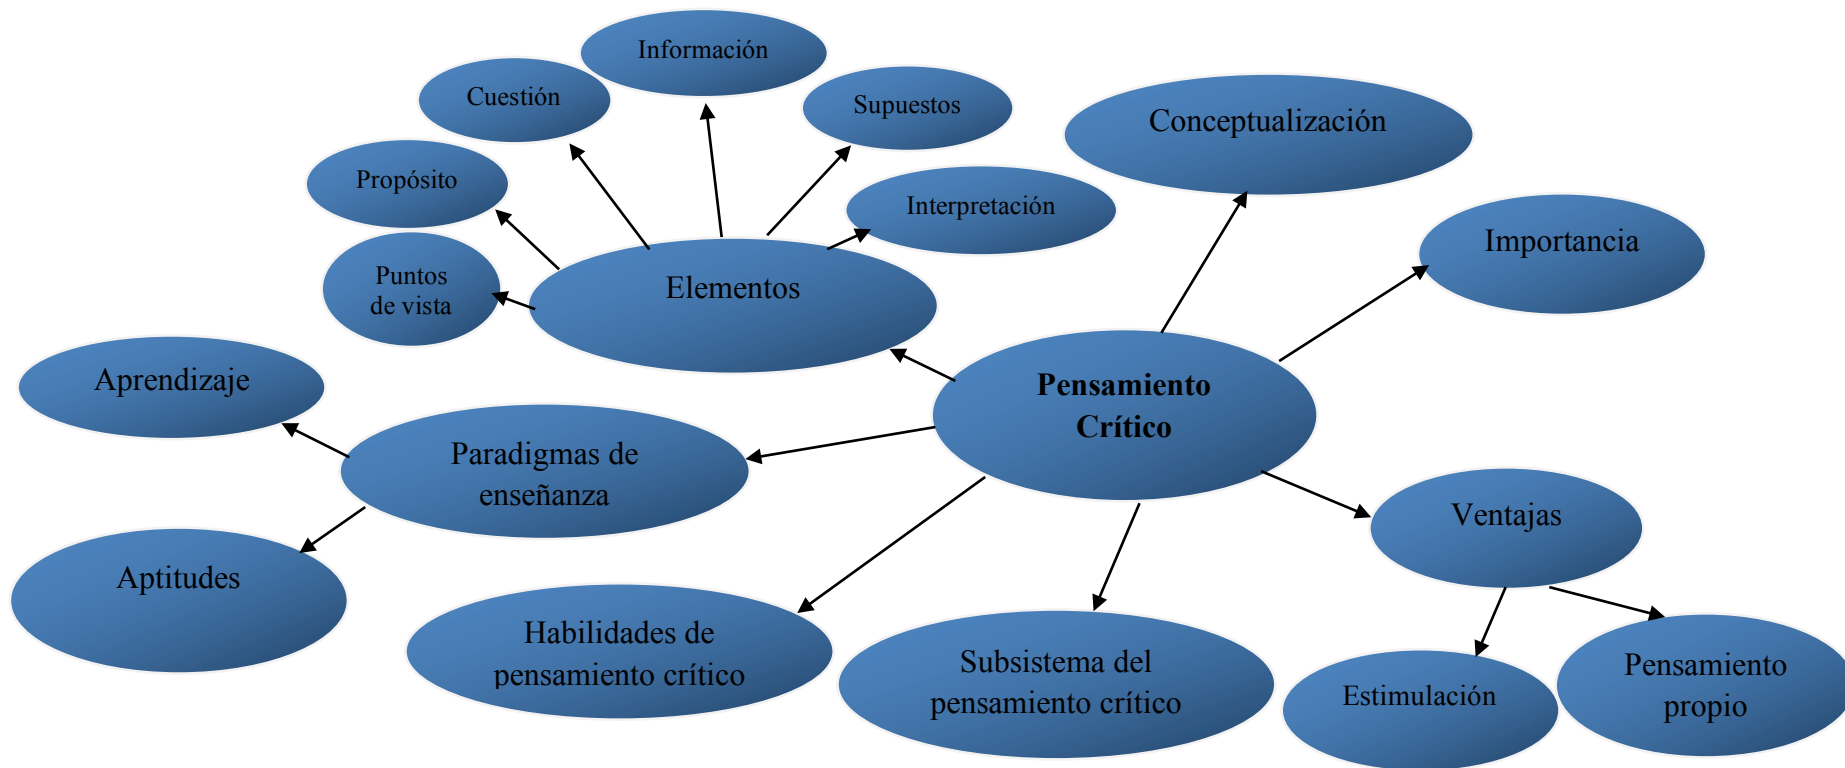 Información
Cuestión
Supuestos
Conceptualización
Propósito
Interpretación
Importancia
Puntos
de vista
Elementos
Aprendizaje
Pensamiento
Crítico
Paradigmas de
enseñanza
Ventajas
Aptitudes
Habilidades de
pensamiento crítico
Subsistema del
pensamiento crítico
Estimulación
Pensamiento
propio